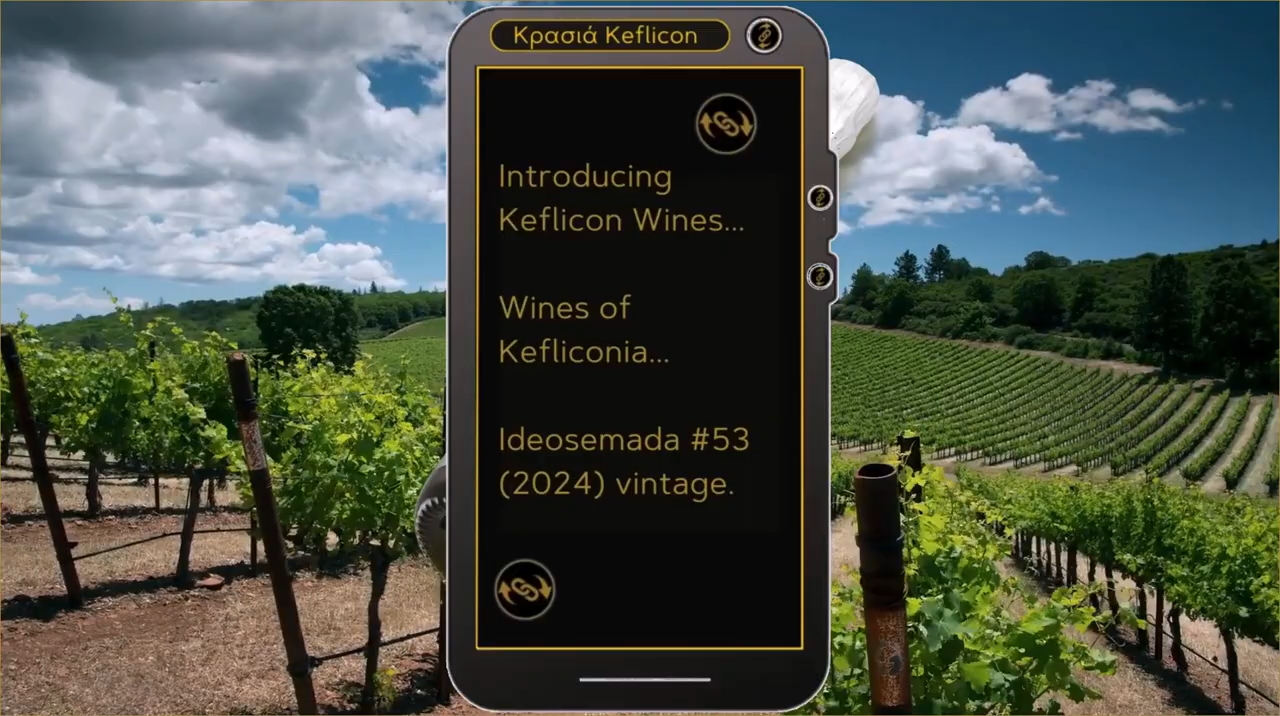 Κρασιά Keflicon
Introducing
Keflicon Wines...
Wines of
Kefliconia...
Ideosemada #53
(2024) vintage.